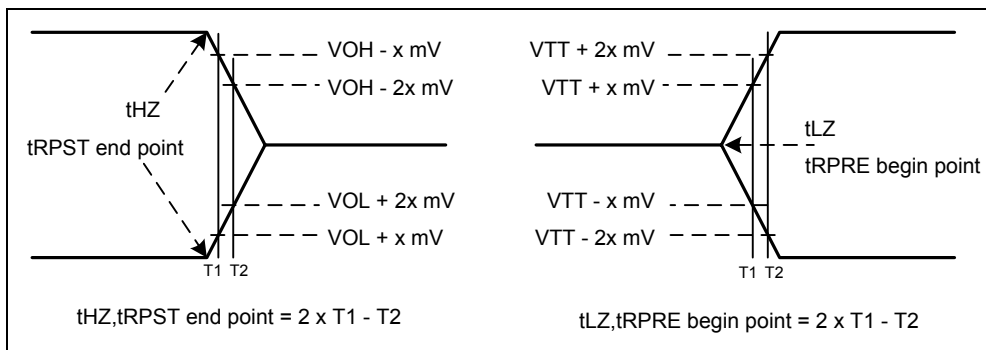 VOH - x mV
VOH - 2x mV
tHZ
tRPST end point
VOL + 2x mV
VOL + x mV
T1 T2
tHZ,tRPST end point = 2 x T1 - T2
VTT + 2x mV
VTT + x mV
tLZ
tRPRE begin point
VTT - x mV
VTT - 2x mV
T1 T2
tLZ,tRPRE begin point = 2 x T1 - T2